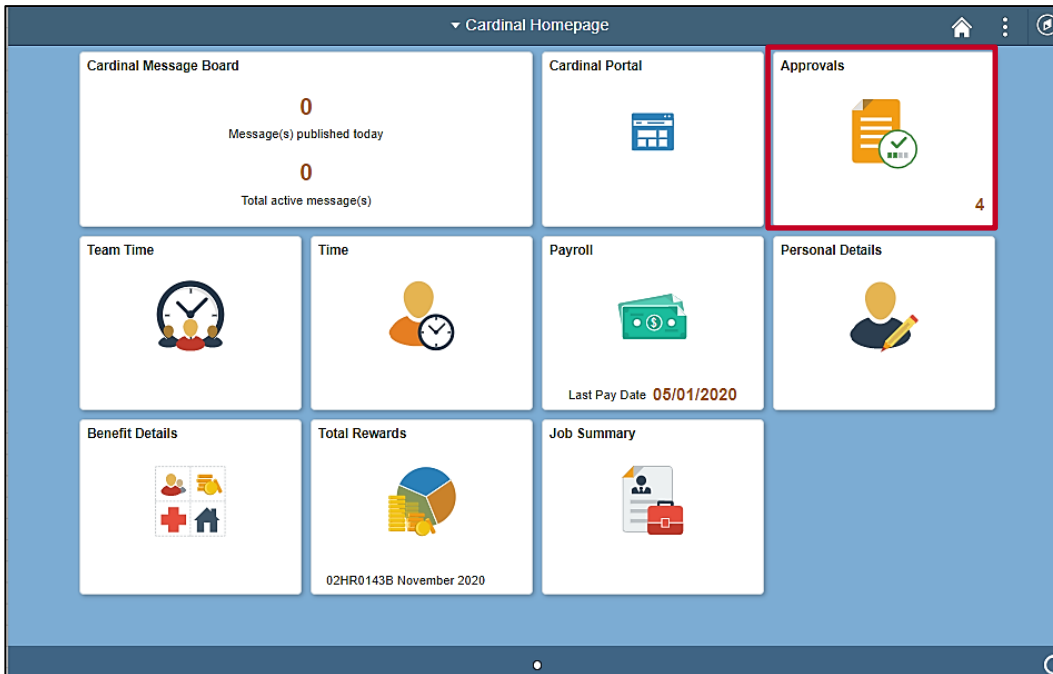 Cardinal Homepage
Cardinal Message Board
0
Message(s) published today
0
Total active message(s)
Cardinal Portal
Approvals
4
Team Time
Time
Payroll
Last Pay Date 05/01/2020
Personal Details
Benefit Details
Total Rewards
02HR0143B November 2020
Job Summary